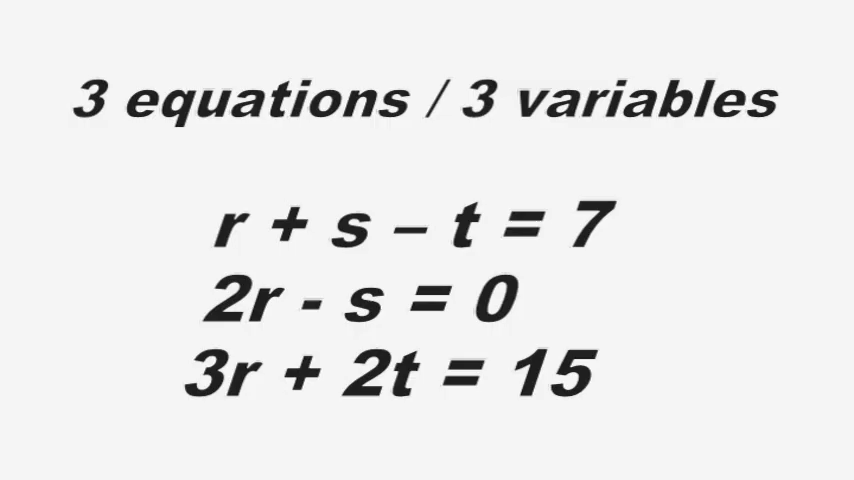 3 equations / 3 variables
r + s – t = 7
2r - s = 0
3r + 2t = 15